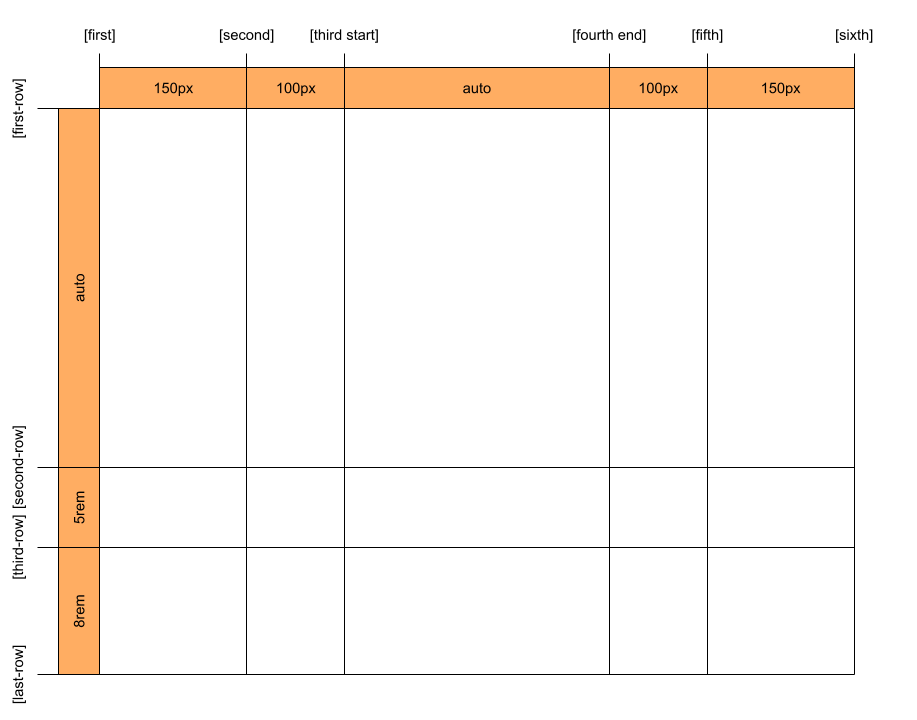 [first]
[second]
[third start]
[fourth end]
[fifth]
[sixth]
150px
100px
auto
100px
150px
[first-row]
auto
[second-row]
5rem
[third-row]
8rem
[last-row]